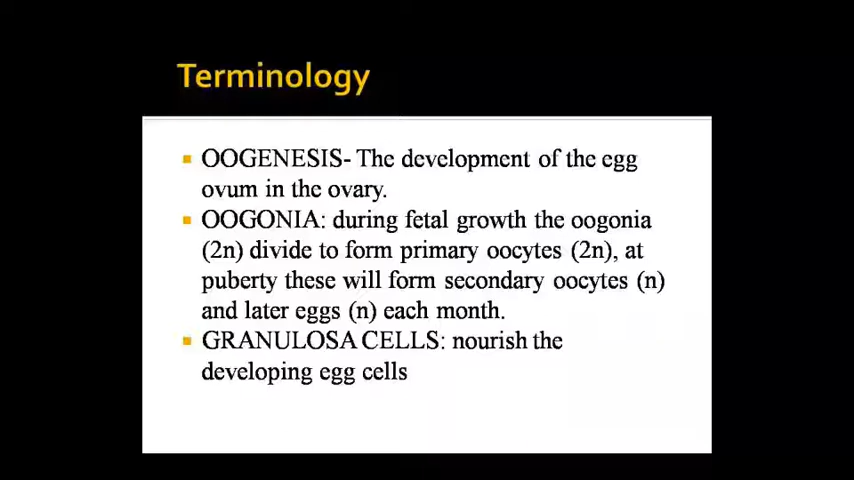 Terminology
OOGENESIS- The development of the egg
ovum in the ovary.
OOGONIA: during fetal growth the oogonia
(2n) divide to form primary oocytes (2n), at
puberty these will form secondary oocytes (n)
and later eggs (n) each month.
GRANULOSA CELLS: nourish the
developing egg cells